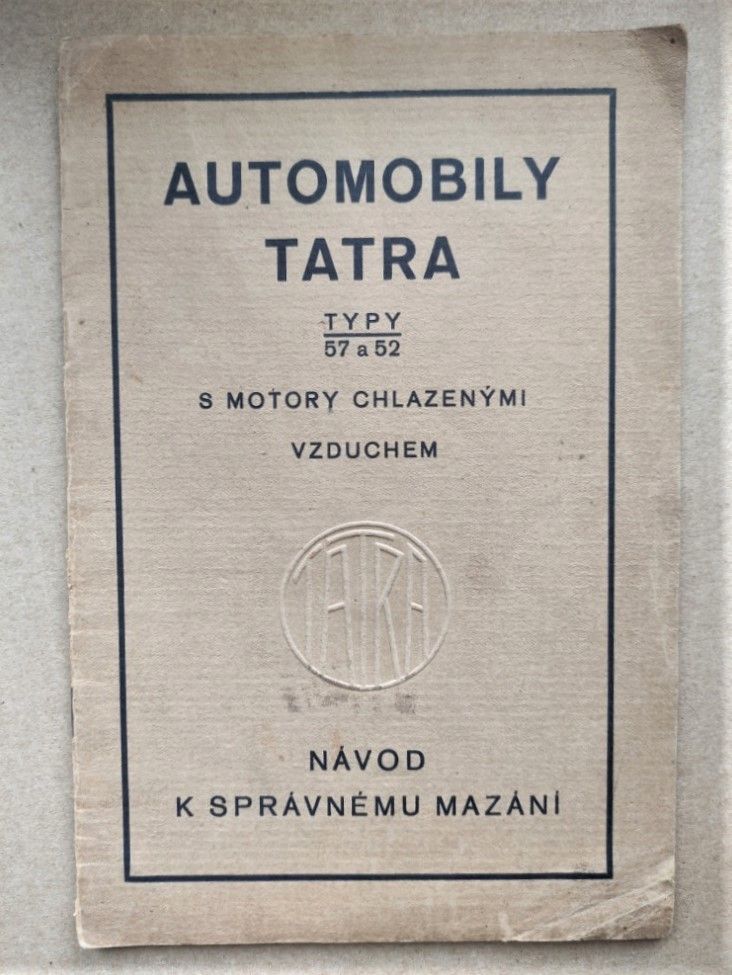 AUTOMOBILY
TATRA
TYPY
57 a 52
S MOTORY CHLAZENÝMI
VZDUCHEM
TATRA
NÁVOD
K SPRÁVNÉMU MAZÁNÍ